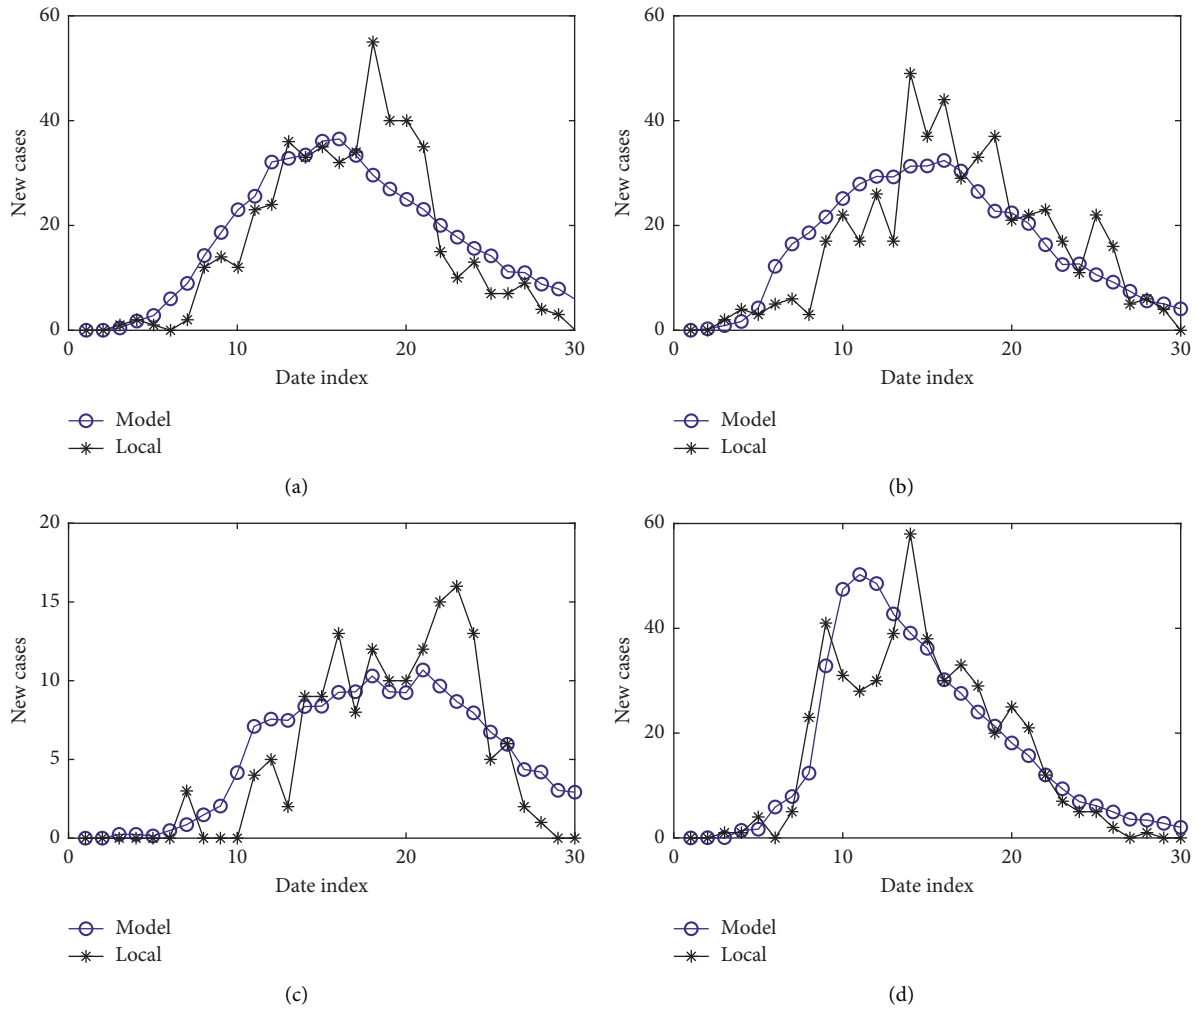 60
40
20
0
New cases
0 10 20 30
Date index
Model
Local
(a)
60
40
20
0
New cases
0 10 20 30
Date index
Model
Local
(b)
20
15
10
5
0
New cases
0 10 20 30
Date index
Model
Local
(c)
60
40
20
0
New cases
0 10 20 30
Date index
Model
Local
(d)